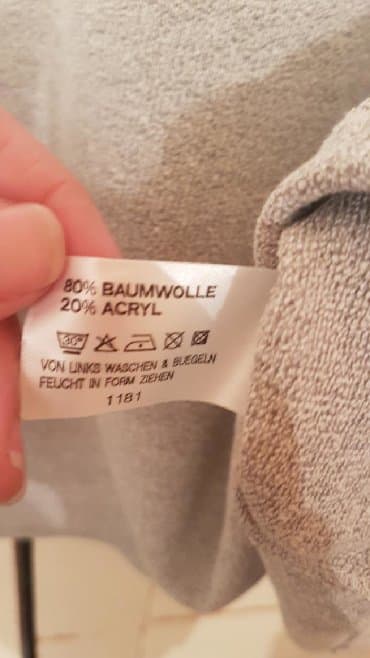 80% BAUMWOLLE
20% ACRYL
30°
VON LINKS WASCHEN & BUEGELN
FEUCHT IN FORM ZIEHEN
1181